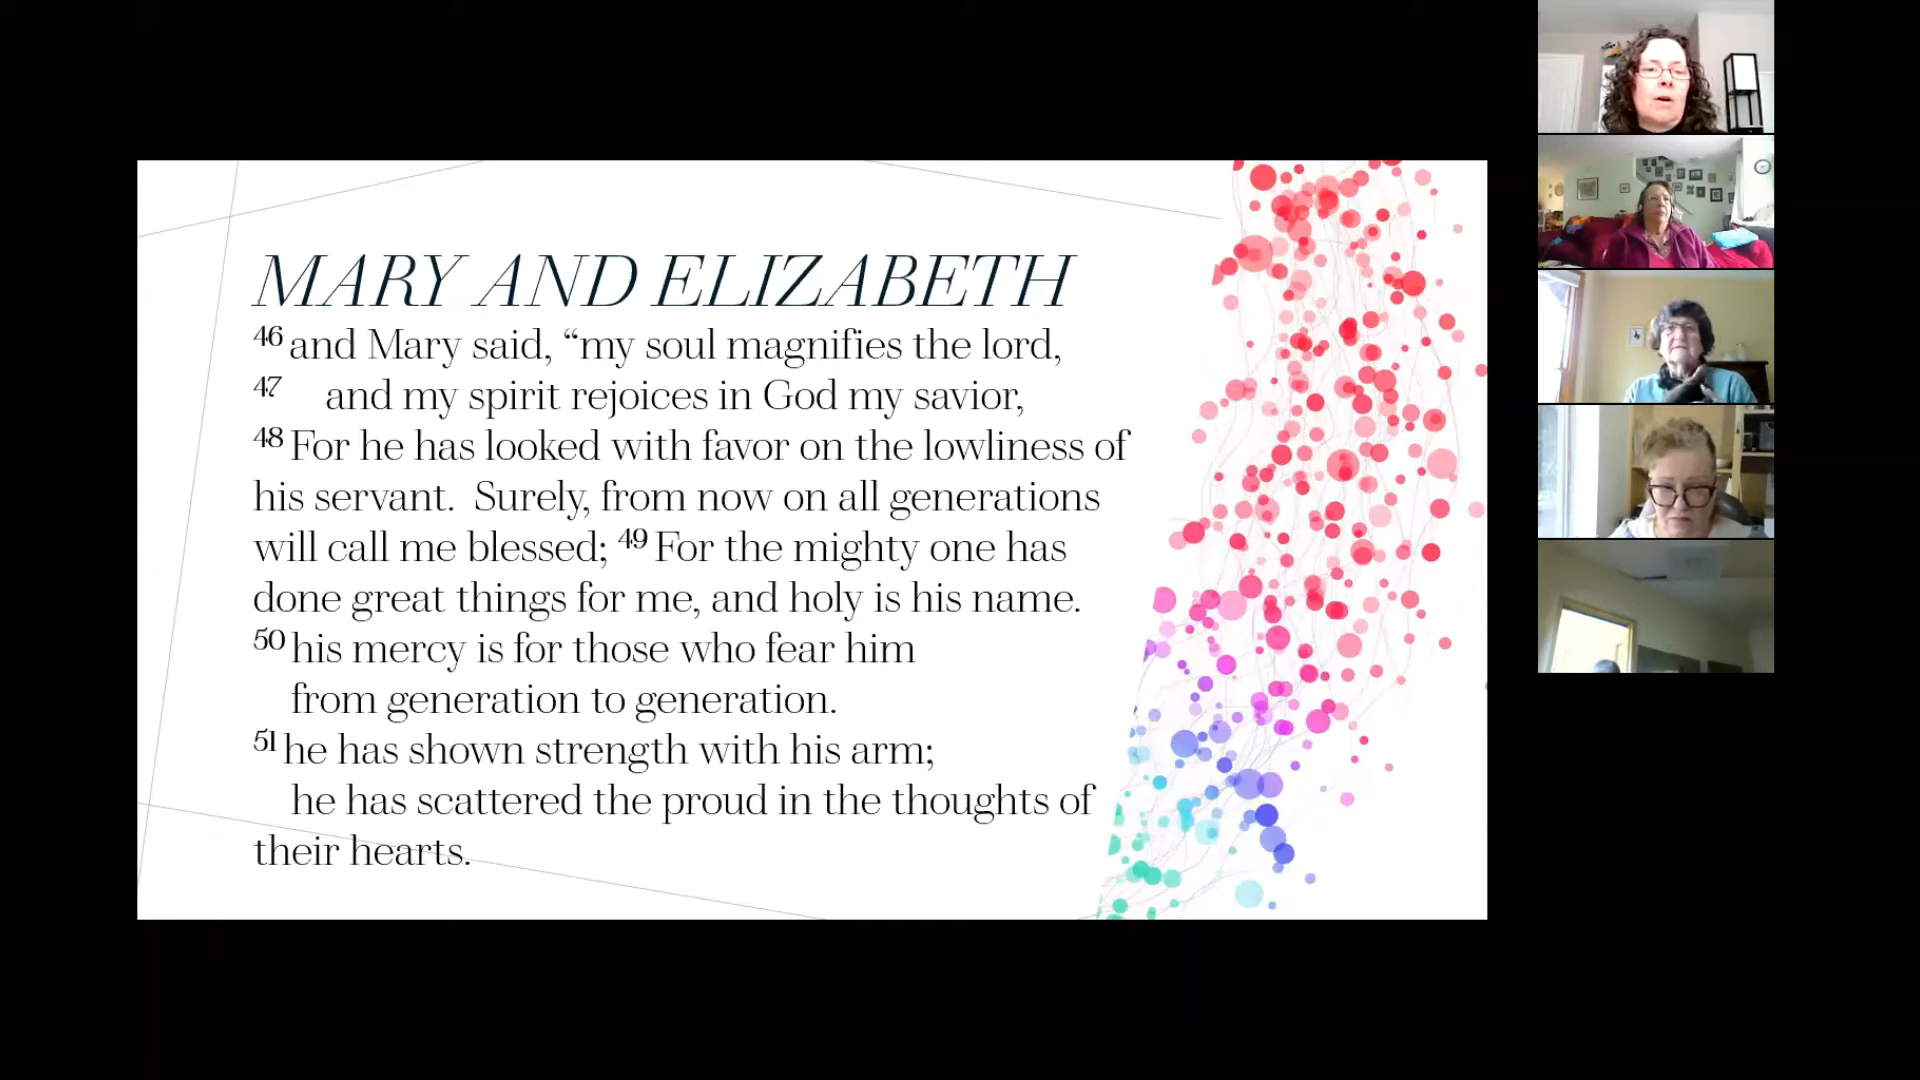 MARY AND ELIZABETH
46 and Mary said, “my soul magnifies the lord,
47 and my spirit rejoices in God my savior,
48 For he has looked with favor on the lowliness of
his servant. Surely, from now on all generations
will call me blessed; 49 For the mighty one has
done great things for me, and holy is his name.
50 his mercy is for those who fear him
from generation to generation.
51 he has shown strength with his arm;
he has scattered the proud in the thoughts of
their hearts.